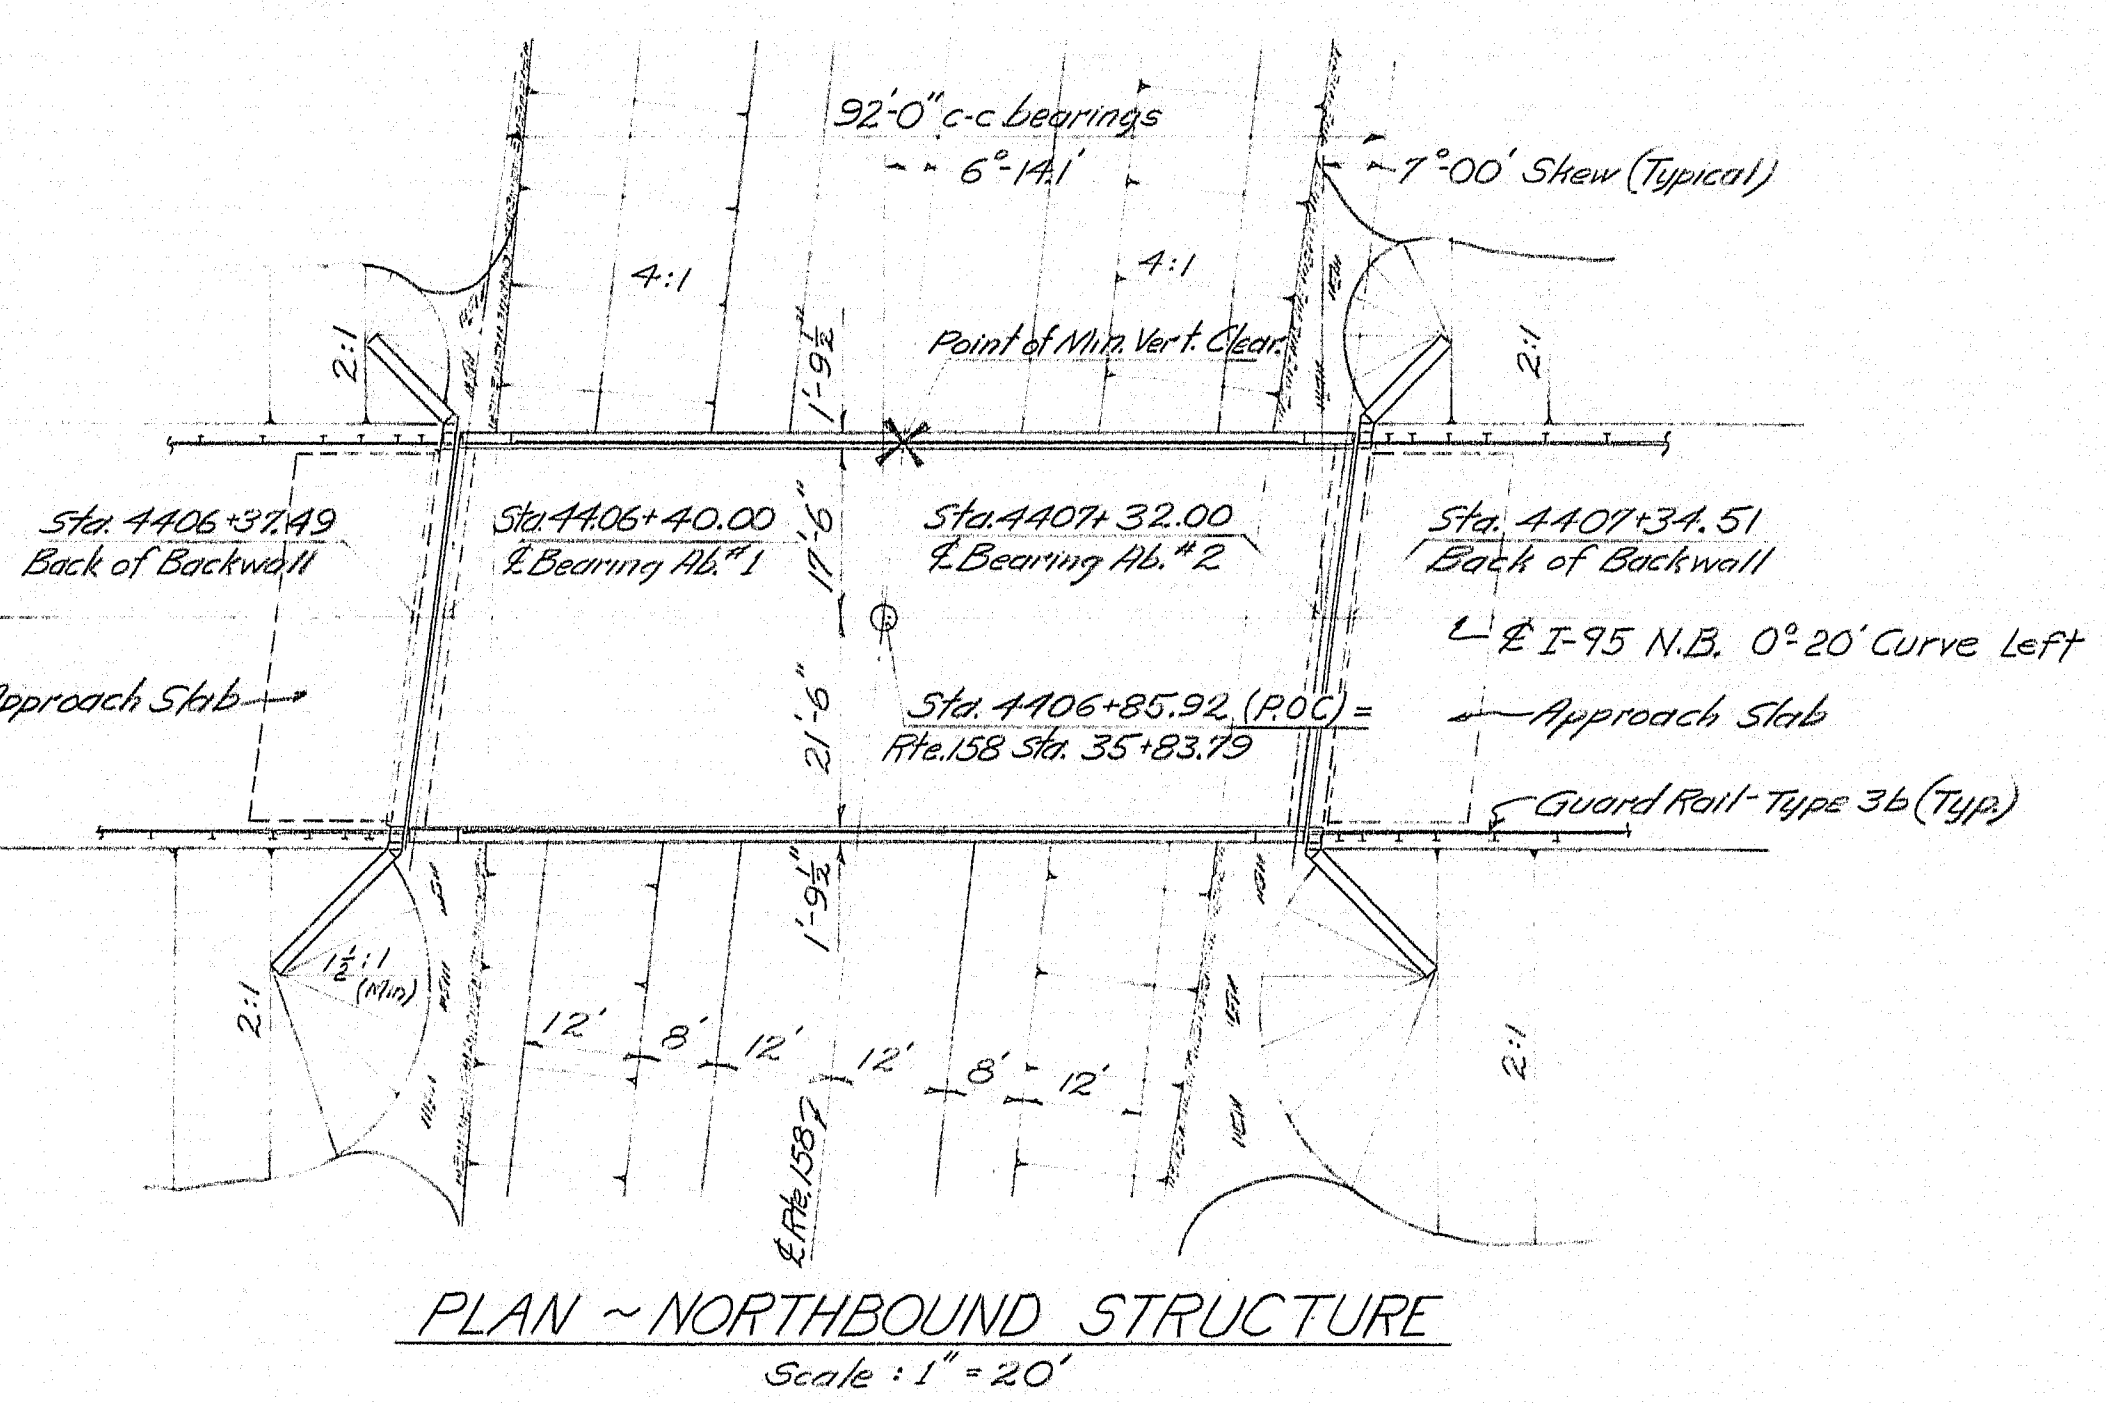 92'-0" c-c bearings
6°-14.1'
7°-00' Skew (Typical)
4:1
4:1
2:1
1'-9½"
Point of Min. Vert. Clear.
2:1
Sta. 4406+37.49
Back of Backwall
Sta. 4406+40.00
℄ Bearing Ab. #1
17'-6"
Sta. 4407+32.00
℄ Bearing Ab. #2
Sta. 4407+34.51
Back of Backwall
℄ I-95 N.B. 0°-20' Curve Left
Approach Slab
21'-6"
Sta. 4406+85.92 (P.O.C.) =
Rte. 158 Sta. 35+83.79
Approach Slab
Guard Rail-Type 3b (Typ.)
1'-9½"
1½:1
(Min)
2:1
12'
8'
12'
12'
8'
12'
2:1
℄ Rte. 158
PLAN ~ NORTHBOUND STRUCTURE
Scale : 1" = 20'